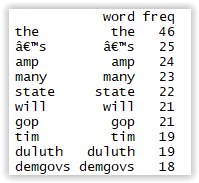 word freq
the the 46
â€™s â€™s 25
amp amp 24
many many 23
state state 22
will will 21
gop gop 21
tim tim 19
duluth duluth 19
demgovs demgovs 18